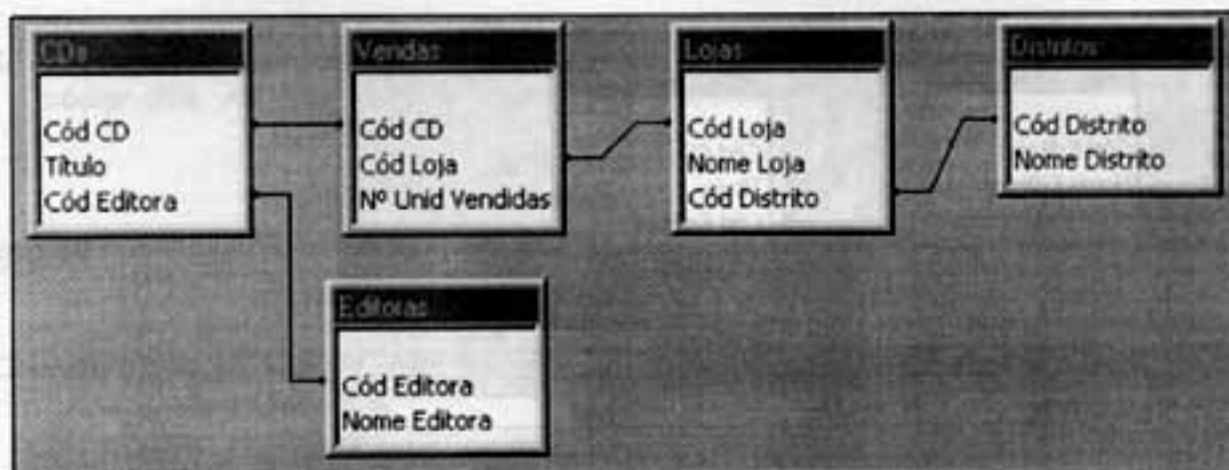 CDs
Cód CD
Título
Cód Editora
Vendas
Cód CD
Cód Loja
Nº Unid Vendidas
Lojas
Cód Loja
Nome Loja
Cód Distrito
Distritos
Cód Distrito
Nome Distrito
Editoras
Cód Editora
Nome Editora